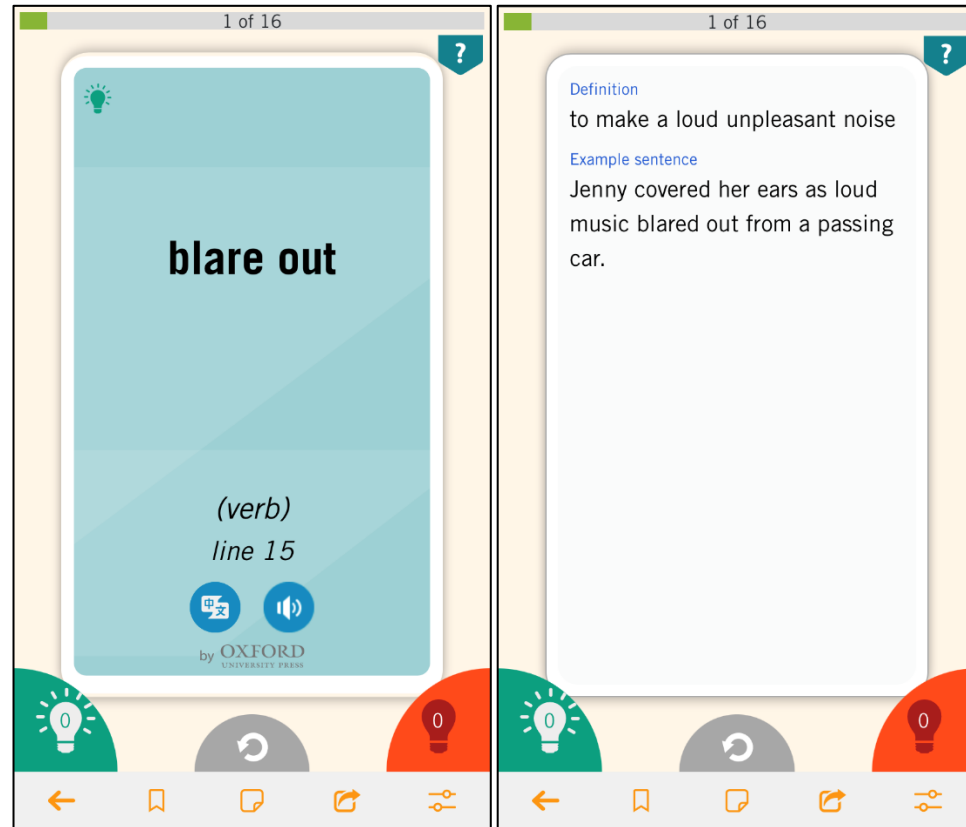 1 of 16
?
blare out
(verb)
line 15
中文
by OXFORD
UNIVERSITY PRESS
0
0
1 of 16
?
Definition
to make a loud unpleasant noise
Example sentence
Jenny covered her ears as loud
music blared out from a passing
car.
0
0